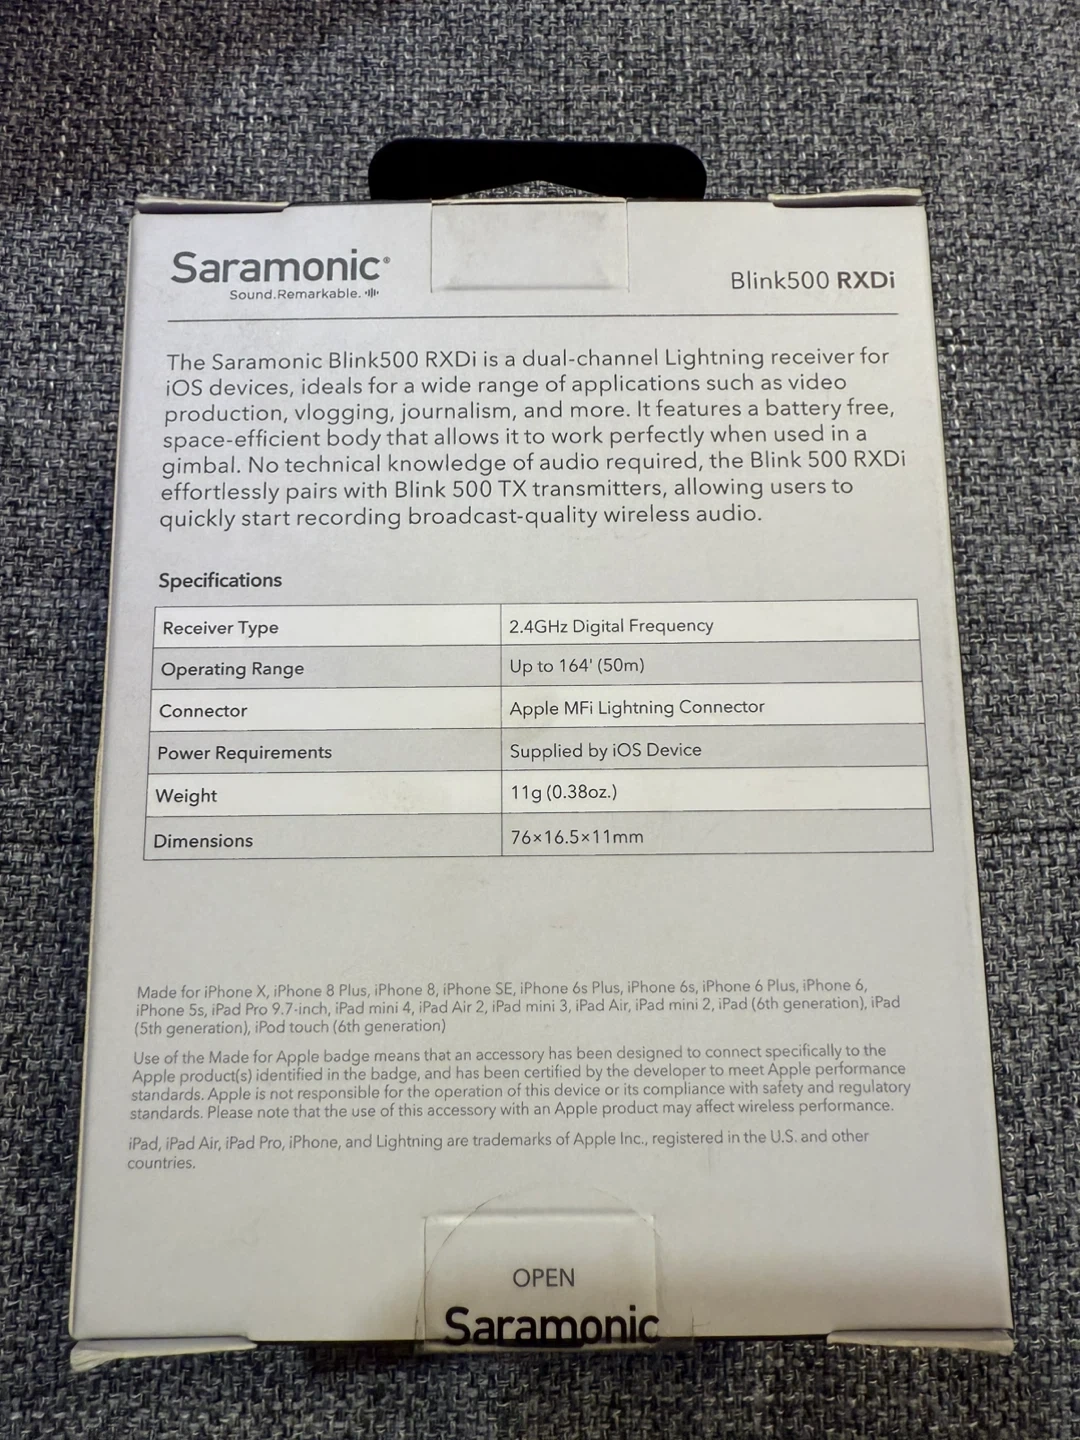 Saramonic®
Sound.Remarkable.
Blink500 RXDi
The Saramonic Blink500 RXDi is a dual-channel Lightning receiver for
iOS devices, ideals for a wide range of applications such as video
production, vlogging, journalism, and more. It features a battery free,
space-efficient body that allows it to work perfectly when used in a
gimbal. No technical knowledge of audio required, the Blink 500 RXDi
effortlessly pairs with Blink 500 TX transmitters, allowing users to
quickly start recording broadcast-quality wireless audio.
Specifications
Receiver Type 2.4GHz Digital Frequency
Operating Range Up to 164' (50m)
Connector Apple MFi Lightning Connector
Power Requirements Supplied by iOS Device
Weight 11g (0.38oz.)
Dimensions 76×16.5×11mm
Made for iPhone X, iPhone 8 Plus, iPhone 8, iPhone SE, iPhone 6s Plus, iPhone 6s, iPhone 6 Plus, iPhone 6,
iPhone 5s, iPad Pro 9.7-inch, iPad mini 4, iPad Air 2, iPad mini 3, iPad Air, iPad mini 2, iPad (6th generation), iPad
(5th generation), iPod touch (6th generation)
Use of the Made for Apple badge means that an accessory has been designed to connect specifically to the
Apple product(s) identified in the badge, and has been certified by the developer to meet Apple performance
standards. Apple is not responsible for the operation of this device or its compliance with safety and regulatory
standards. Please note that the use of this accessory with an Apple product may affect wireless performance.
iPad, iPad Air, iPad Pro, iPhone, and Lightning are trademarks of Apple Inc., registered in the U.S. and other
countries.
OPEN
Saramonic